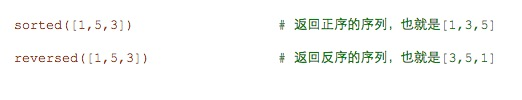 sorted([1,5,3]) # 返回正序的序列，也就是[1,3,5]
reversed([1,5,3]) # 返回反序的序列，也就是[3,5,1]